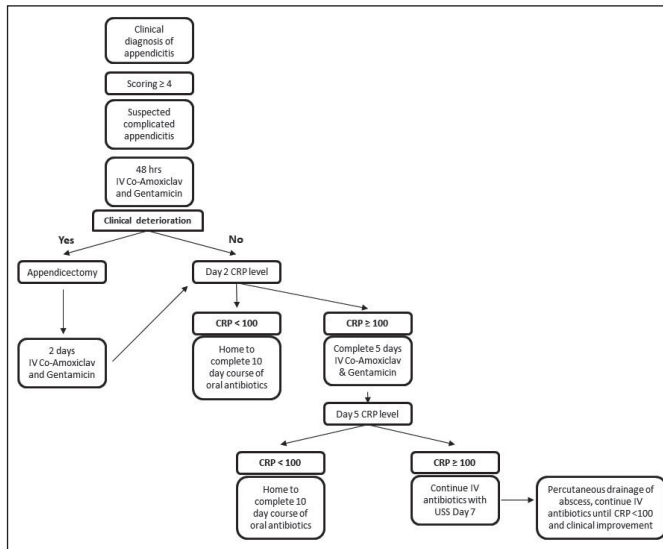 Clinical
diagnosis of
appendicitis
Scoring ≥ 4
Suspected
complicated
appendicitis
48 hrs
IV Co-Amoxiclav
and Gentamicin
Clinical deterioration
Yes
No
Appendicectomy
Day 2 CRP level
2 days
IV Co-Amoxiclav
and Gentamicin
CRP < 100
Home to
complete 10
day course of
oral antibiotics
CRP ≥ 100
Complete 5 days
IV Co-Amoxiclav
& Gentamicin
Day 5 CRP level
CRP < 100
Home to
complete 10
day course of
oral antibiotics
CRP ≥ 100
Continue IV
antibiotics with
USS Day 7
Percutaneous drainage of
abscess, continue IV
antibiotics until CRP <100
and clinical improvement